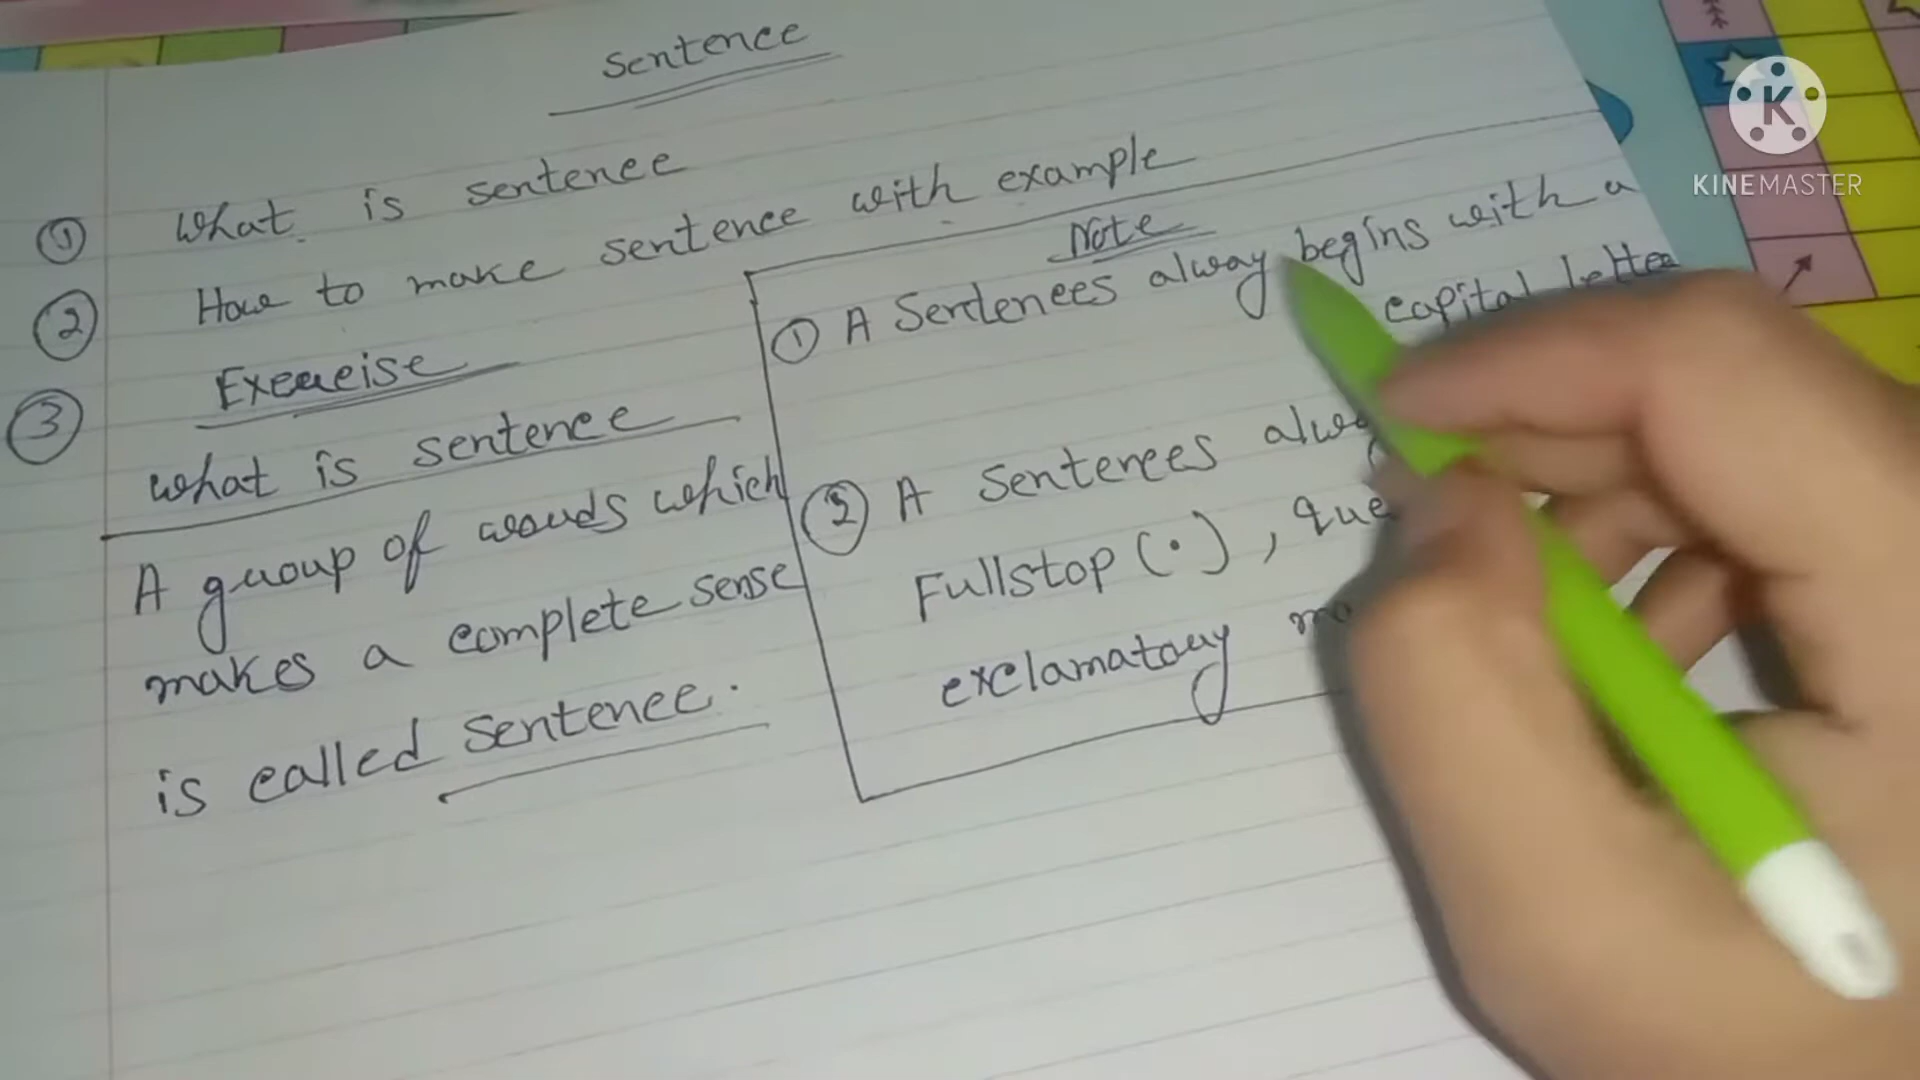 Sentence
① What is sentence
② How to make sentence with example
③ Exercise
what is sentence
A group of words which
makes a complete sense
is called sentence.
Note
① A Sentences alway begins with a
capital letter
② A Sentences
Fullstop (.) ,
exclamatory
KINEMASTER